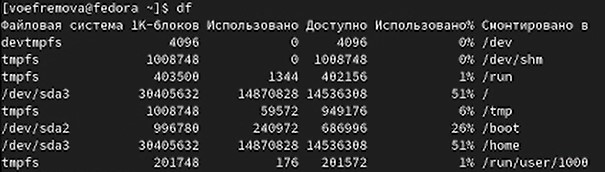 [voefremova@fedora ~]$ df
Файловая система 1K-блоков Использовано Доступно Использовано% Смонтировано в
devtmpfs 4096 0 4096 0% /dev
tmpfs 1008748 0 1008748 0% /dev/shm
tmpfs 403500 1344 402156 1% /run
/dev/sda3 30405632 14870828 14536308 51% /
tmpfs 1008748 59572 949176 6% /tmp
/dev/sda2 996780 240972 686996 26% /boot
/dev/sda3 30405632 14870828 14536308 51% /home
tmpfs 201748 176 201572 1% /run/user/1000